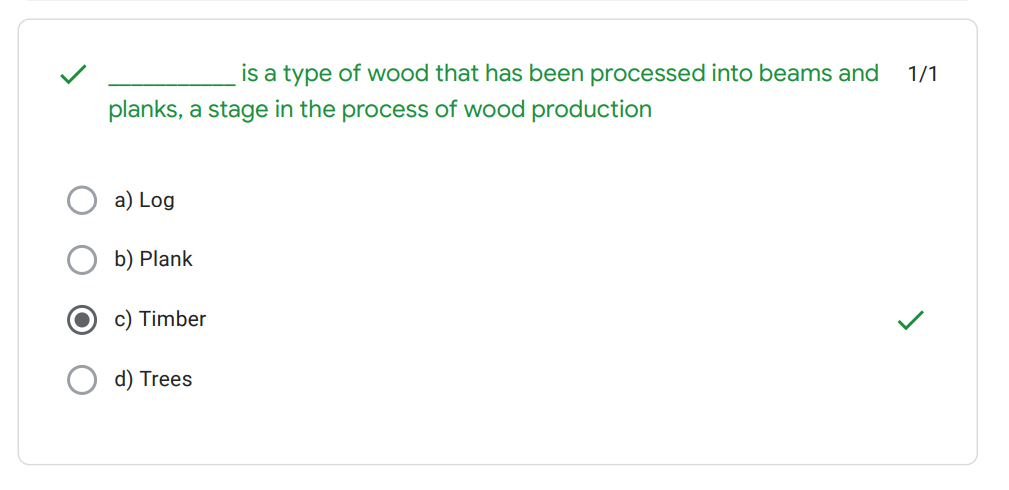 ___________ is a type of wood that has been processed into beams and 1/1
planks, a stage in the process of wood production
a) Log
b) Plank
c) Timber
d) Trees